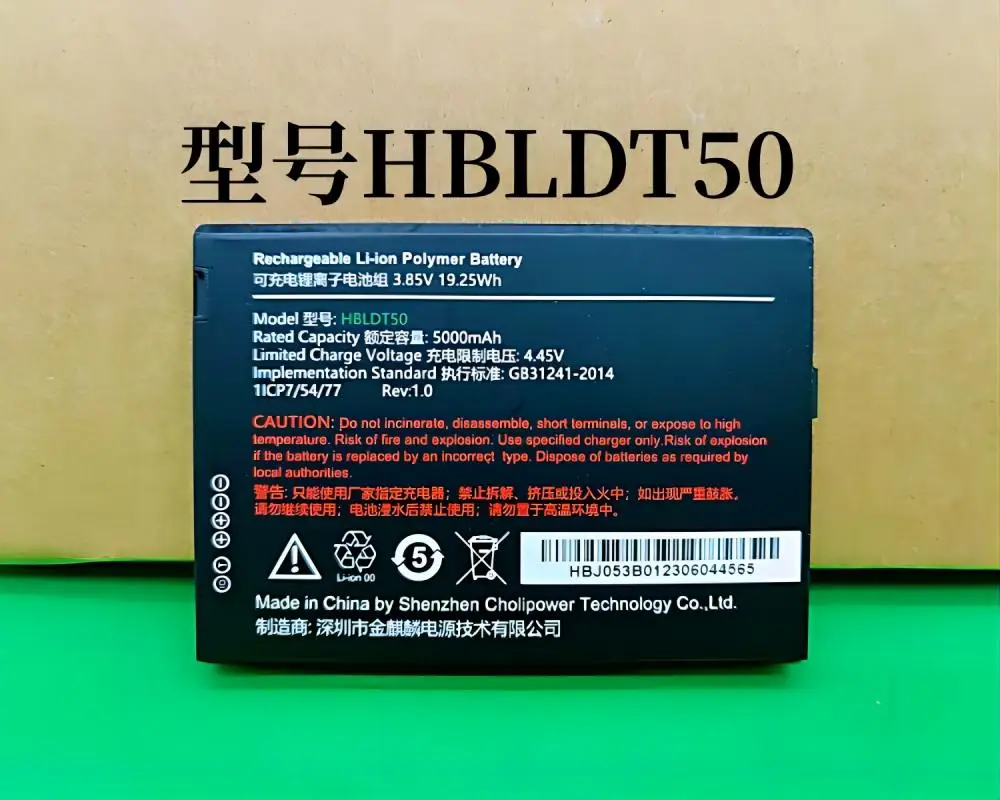 型号HBLDT50
Rechargeable Li-ion Polymer Battery
可充电锂离子电池组 3.85V 19.25Wh
Model 型号: HBLDT50
Rated Capacity 额定容量: 5000mAh
Limited Charge Voltage 充电限制电压: 4.45V
Implementation Standard 执行标准: GB31241-2014
1ICP7/54/77 Rev:1.0
CAUTION: Do not incinerate, disassemble, short terminals, or expose to high
temperature. Risk of fire and explosion. Use specified charger only.Risk of explosion
if the battery is replaced by an incorrect type. Dispose of batteries as required by
local authorities.
警告: 只能使用厂家指定充电器；禁止拆解、挤压或投入火中；如出现严重鼓胀，
请勿继续使用；电池浸水后禁止使用；请勿置于高温环境中。
Li-ion 00
5
HBJ053B012306044565
Made in China by Shenzhen Cholipower Technology Co.,Ltd.
制造商: 深圳市金麒麟电源技术有限公司